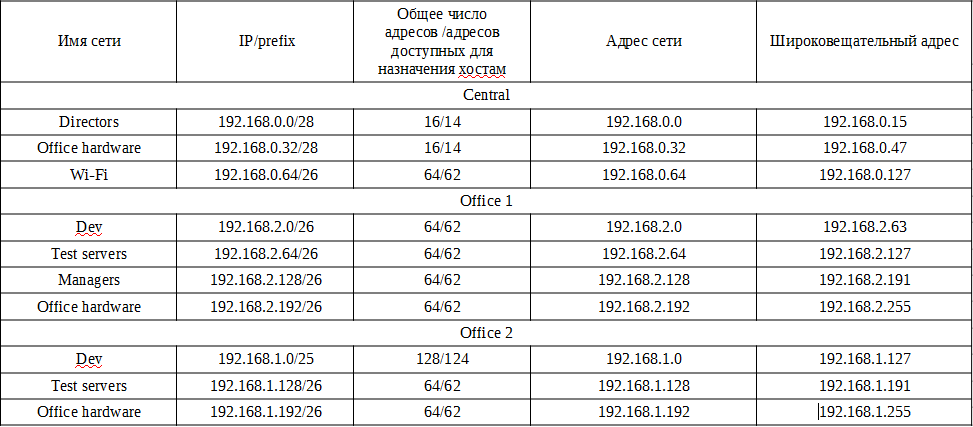 Имя сети
IP/prefix
Общее число
адресов /адресов
доступных для
назначения хостам
Адрес сети
Широковещательный адрес
Central
Directors 192.168.0.0/28 16/14 192.168.0.0 192.168.0.15
Office hardware 192.168.0.32/28 16/14 192.168.0.32 192.168.0.47
Wi-Fi 192.168.0.64/26 64/62 192.168.0.64 192.168.0.127
Office 1
Dev 192.168.2.0/26 64/62 192.168.2.0 192.168.2.63
Test servers 192.168.2.64/26 64/62 192.168.2.64 192.168.2.127
Managers 192.168.2.128/26 64/62 192.168.2.128 192.168.2.191
Office hardware 192.168.2.192/26 64/62 192.168.2.192 192.168.2.255
Office 2
Dev 192.168.1.0/25 128/124 192.168.1.0 192.168.1.127
Test servers 192.168.1.128/26 64/62 192.168.1.128 192.168.1.191
Office hardware 192.168.1.192/26 64/62 192.168.1.192 192.168.1.255